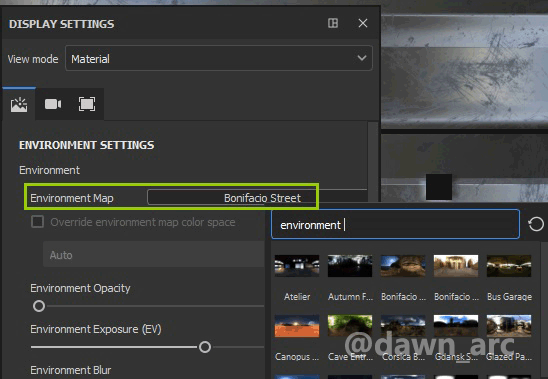 DISPLAY SETTINGS
View mode
Material
ENVIRONMENT SETTINGS
Environment
Environment Map
Bonifacio Street
Override environment map color space
environment
Auto
Atelier
Autumn F...
Bonifacio ...
Bonifacio ...
Bus Garage
Environment Opacity
Environment Exposure (EV)
Canopus ...
Cave Entr...
Corsica B...
Gdansk S...
Glazed Pa...
@dawn_arc
Environment Blur